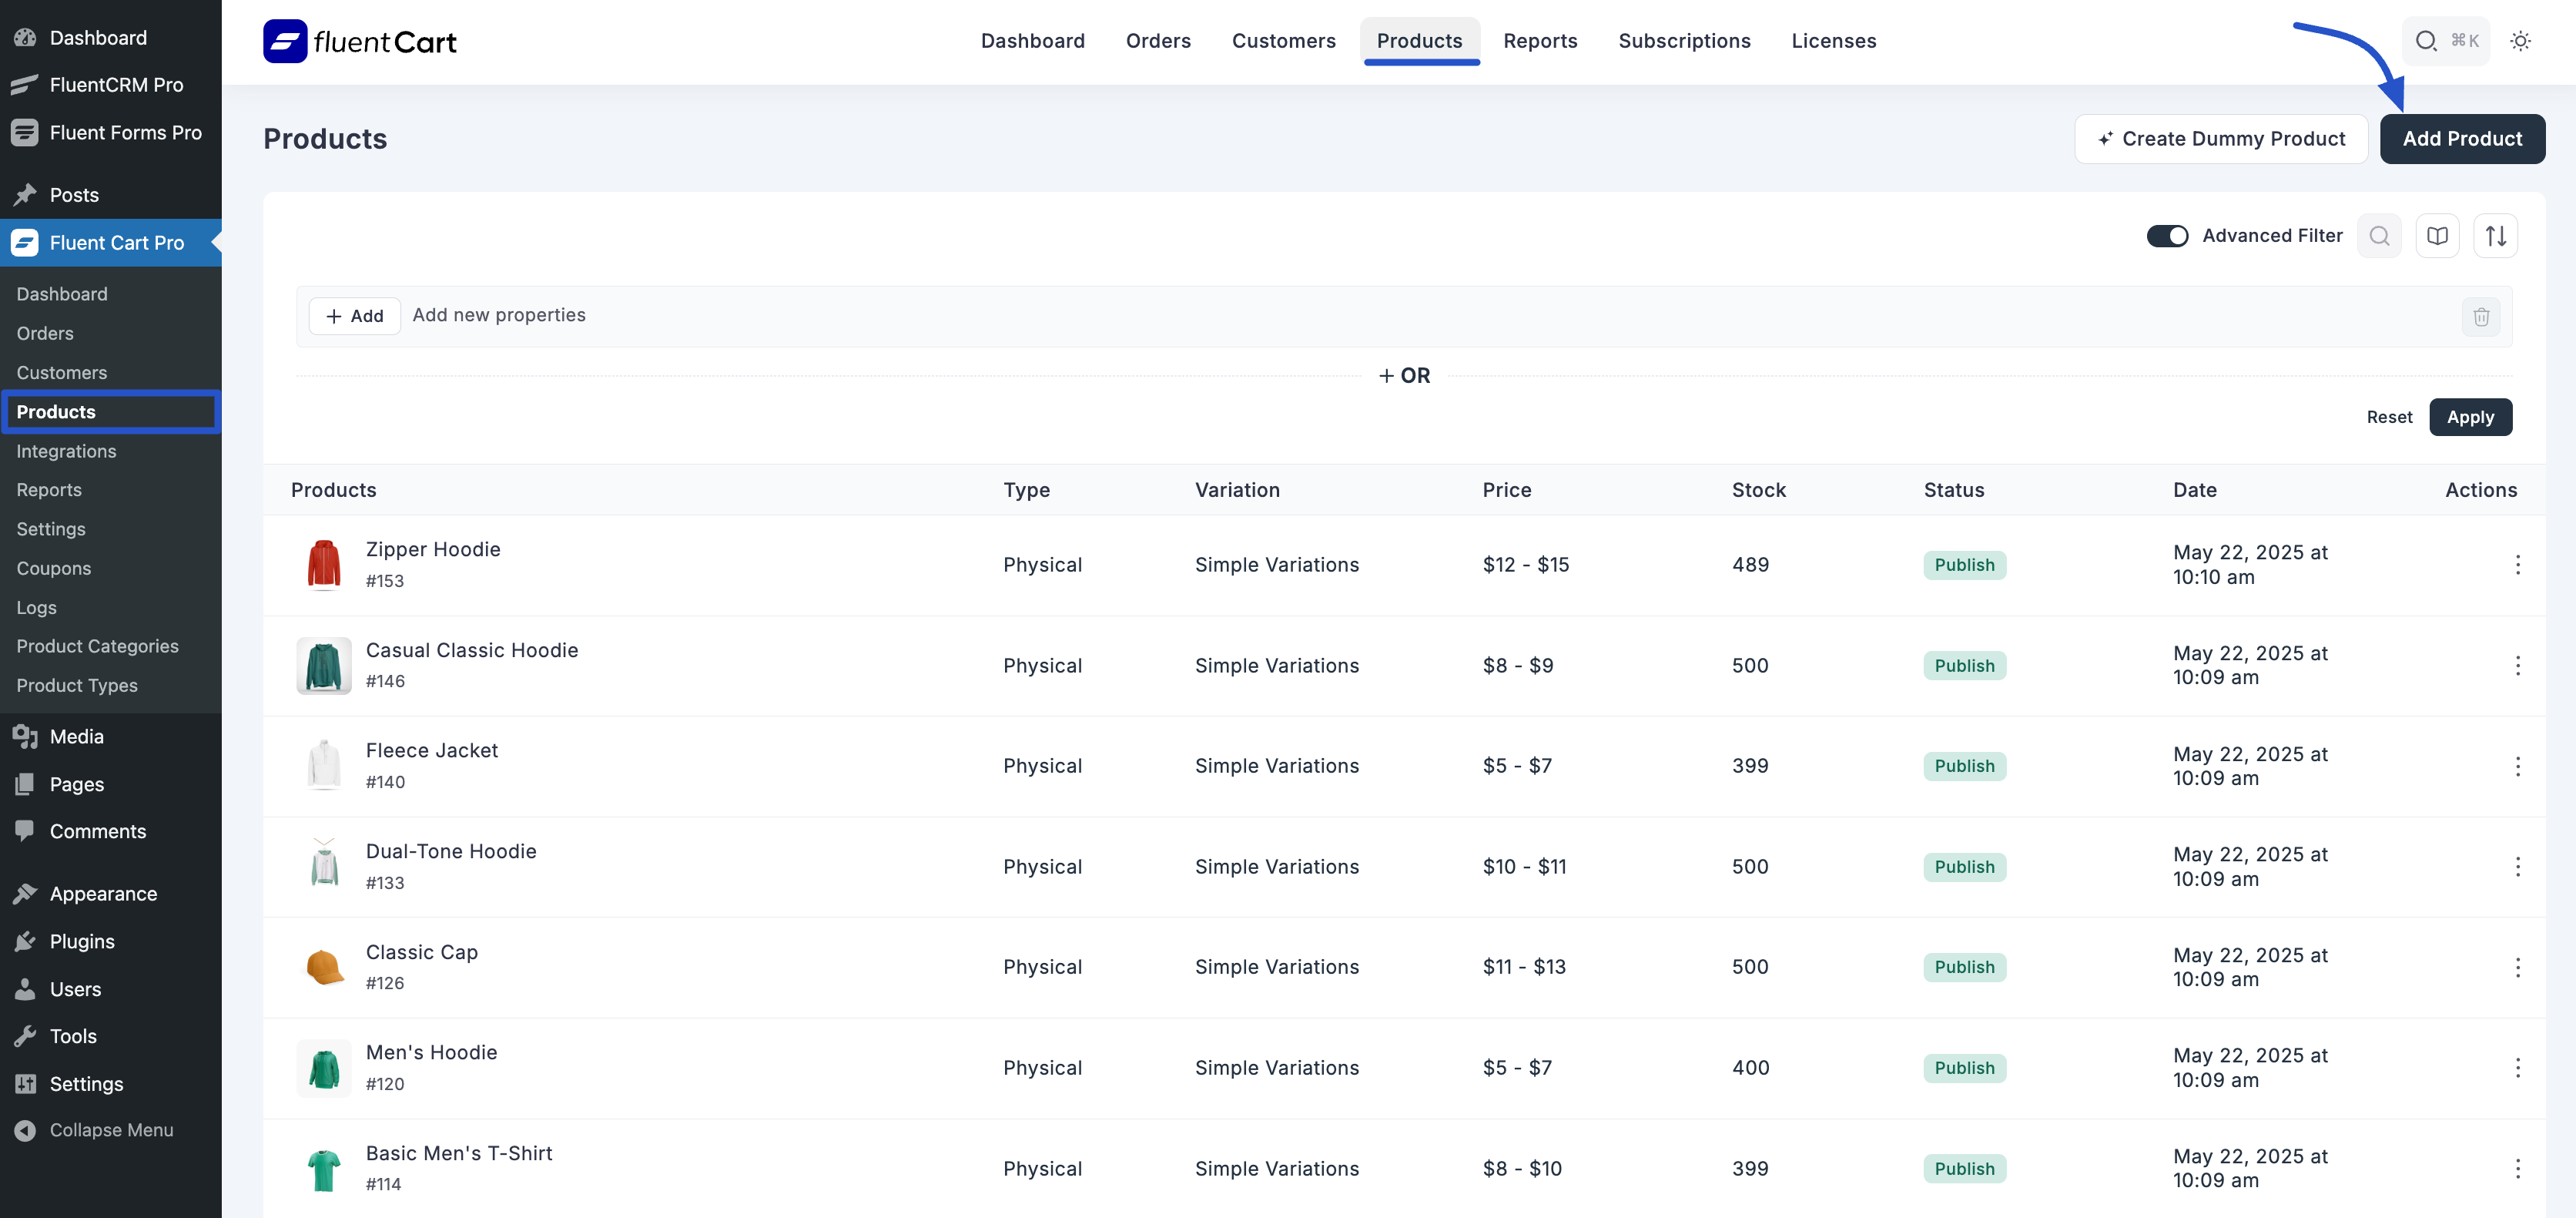 Dashboard
FluentCRM Pro
Fluent Forms Pro
Posts
Fluent Cart Pro
Dashboard
Orders
Customers
Products
Integrations
Reports
Settings
Coupons
Logs
Product Categories
Product Types
Media
Pages
Comments
Appearance
Plugins
Users
Tools
Settings
Collapse Menu
fluentCart
Dashboard Orders Customers Products Reports Subscriptions Licenses
⌘K
Products
Create Dummy Product
Add Product
Advanced Filter
+ Add Add new properties
+ OR
Reset Apply
Products Type Variation Price Stock Status Date Actions
Zipper Hoodie
#153
Physical Simple Variations $12 - $15 489 Publish
May 22, 2025 at
10:10 am
Casual Classic Hoodie
#146
Physical Simple Variations $8 - $9 500 Publish
May 22, 2025 at
10:09 am
Fleece Jacket
#140
Physical Simple Variations $5 - $7 399 Publish
May 22, 2025 at
10:09 am
Dual-Tone Hoodie
#133
Physical Simple Variations $10 - $11 500 Publish
May 22, 2025 at
10:09 am
Classic Cap
#126
Physical Simple Variations $11 - $13 500 Publish
May 22, 2025 at
10:09 am
Men's Hoodie
#120
Physical Simple Variations $5 - $7 400 Publish
May 22, 2025 at
10:09 am
Basic Men's T-Shirt
#114
Physical Simple Variations $8 - $10 399 Publish
May 22, 2025 at
10:09 am